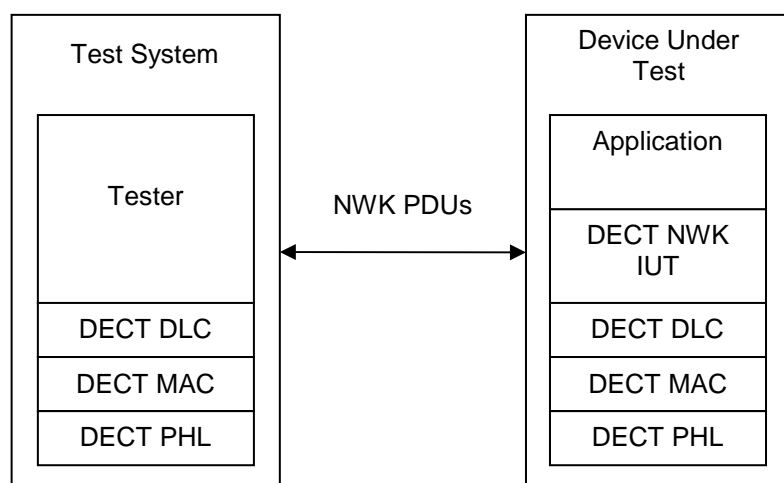 Test System
Tester
DECT DLC
DECT MAC
DECT PHL
NWK PDUs
Device Under
Test
Application
DECT NWK
IUT
DECT DLC
DECT MAC
DECT PHL